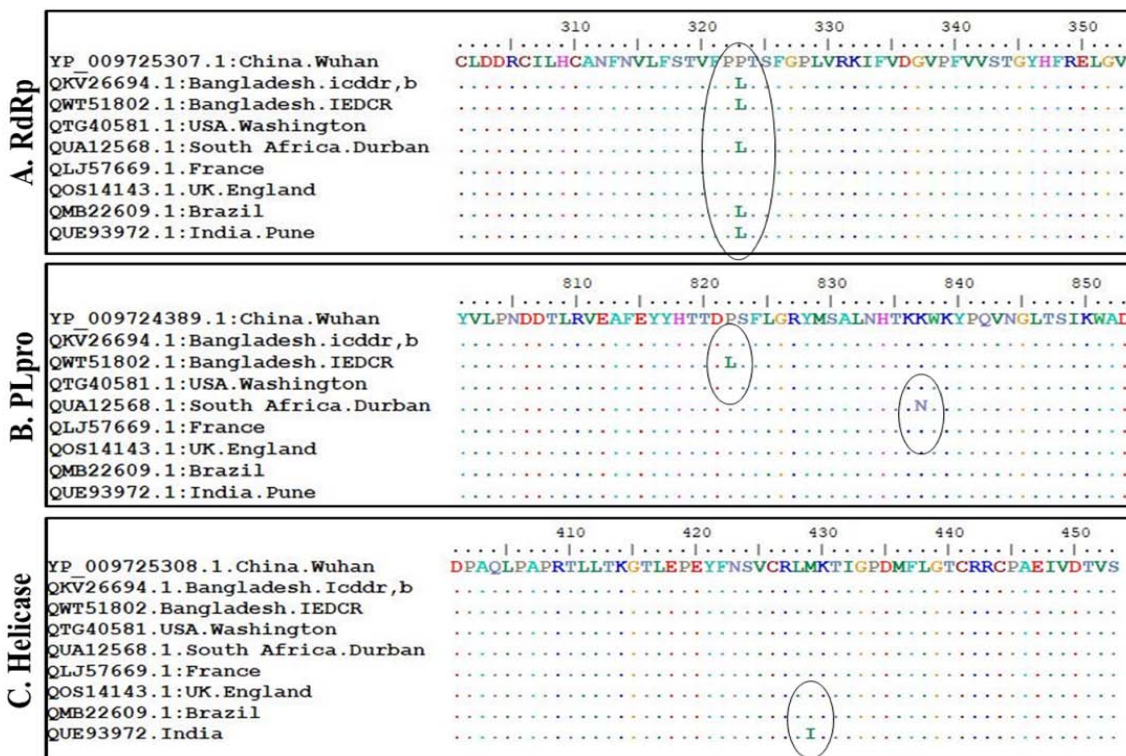 A. RdRp
310 320 330 340 350
YP_009725307.1:China.Wuhan CLDDRCILHCANFNVLFSTVFPPTSFGPLVRKIFVDGVPFVVSTGYHFRELGV
QKV26694.1:Bangladesh.icddr,b L
QWT51802.1:Bangladesh.IEDCR L
QTG40581.1:USA.Washington
QUA12568.1:South Africa.Durban L
QLJ57669.1.France
QOS14143.1.UK.England
QMB22609.1:Brazil L
QUE93972.1:India.Pune L
B. PLpro
810 820 830 840 850
YP_009724389.1:China.Wuhan YVLPNDDTLRVEAFEYYHTTDPSFLGRYMSALNHTKKWKYPQVNGLTSIKWAD
QKV26694.1:Bangladesh.icddr,b
QWT51802.1:Bangladesh.IEDCR L
QTG40581.1:USA.Washington
QUA12568.1:South Africa.Durban N
QLJ57669.1:France
QOS14143.1:UK.England
QMB22609.1:Brazil
QUE93972.1:India.Pune
C. Helicase
410 420 430 440 450
YP_009725308.1.China.Wuhan DPAQLPAPRTLLTKGTLEPEYFNSVCRLMKTIGPDMFLGTCRRCPAEIVDTVS
QKV26694.1.Bangladesh.Icddr,b
QWT51802.Bangladesh.IEDCR
QTG40581.USA.Washington
QUA12568.1.South Africa.Durban
QLJ57669.1:France
QOS14143.1:UK.England
QMB22609.1:Brazil
QUE93972.India I